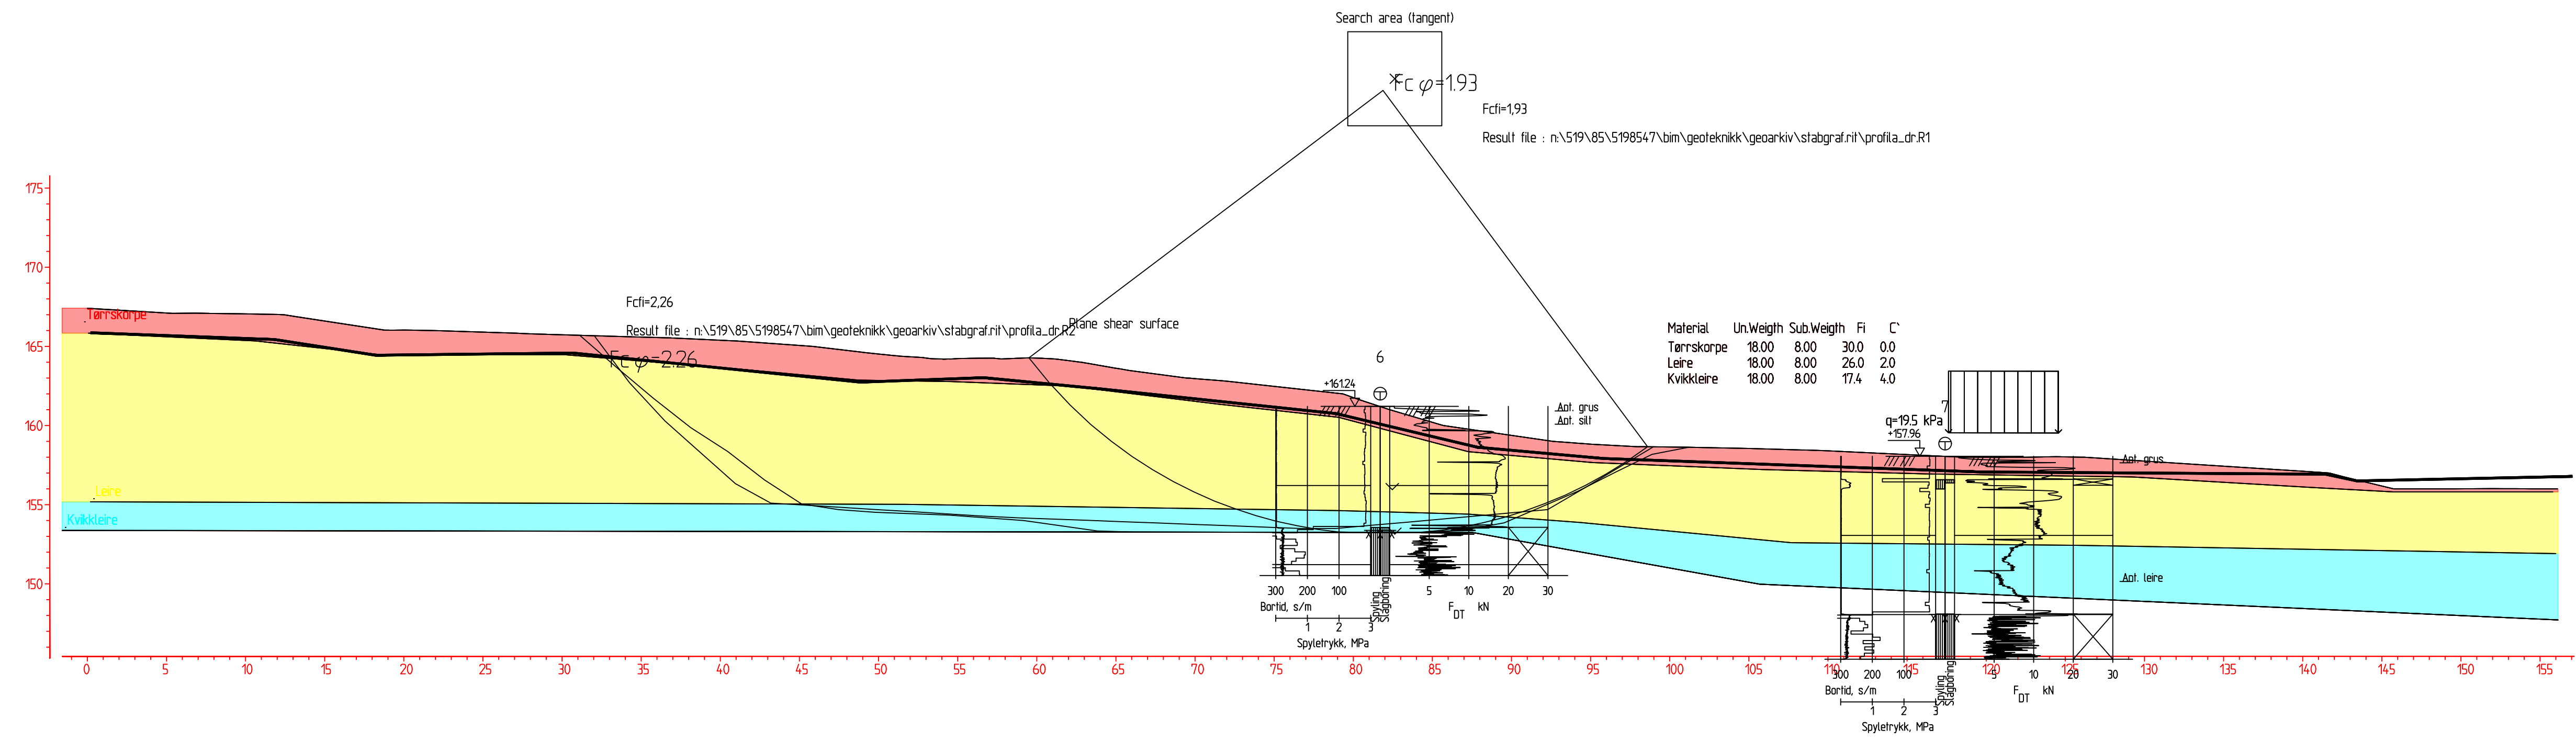 Search area (tangent)
Fc φ=1.93
Fcfi=1,93
Result file : n:\519\85\5198547\bim\geoteknikk\geoarkiv\stabgraf.rit\profila_dr.R1
175
170
165
160
155
150
Tørrskorpe
Leire
Kvikkleire
Fcfi=2,26
Result file : n:\519\85\5198547\bim\geoteknikk\geoarkiv\stabgraf.rit\profila_dr.R2
Fc φ=2.26
Plane shear surface
6
+161.24
Ant. grus
Ant. silt
Material Un.Weigth Sub.Weigth Fi C`
Tørrskorpe 18.00 8.00 30.0 0.0
Leire 18.00 8.00 26.0 2.0
Kvikkleire 18.00 8.00 17.4 4.0
7
q=19.5 kPa
+157.96
Ant. grus
Ant. leire
300 200 100 5 10 20 30
Bortid, s/m Spyling Slagboring F DT kN
1 2 3
Spyletrykk, MPa
0 5 10 15 20 25 30 35 40 45 50 55 60 65 70 75 80 85 90 95 100 105 110 115 120 125 130 135 140 145 150 155
300 200 100 5 10 20 30
Bortid, s/m Spyling Slagboring F DT kN
1 2 3
Spyletrykk, MPa